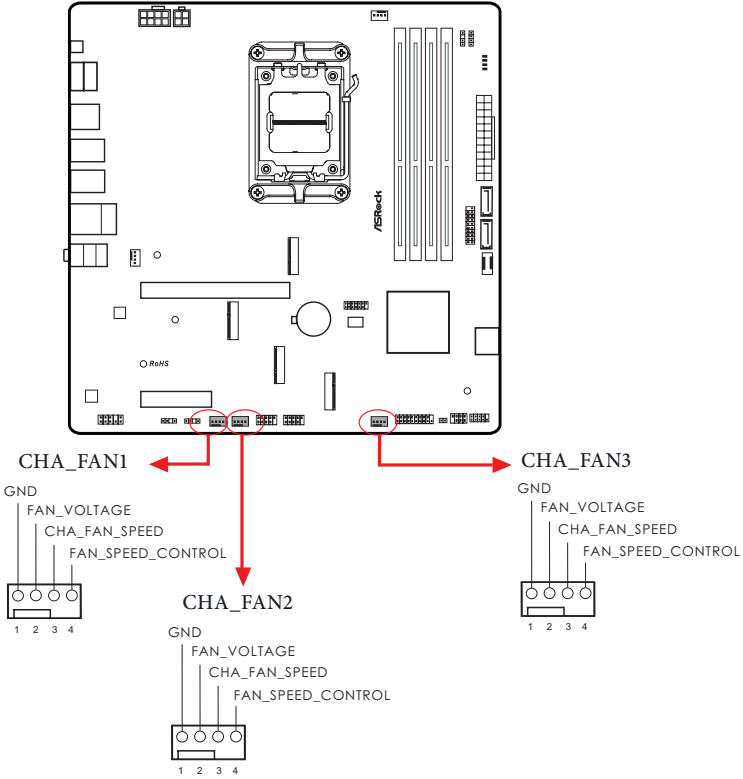 ASRock
RoHS
CHA_FAN1
GND
FAN_VOLTAGE
CHA_FAN_SPEED
FAN_SPEED_CONTROL
1 2 3 4
CHA_FAN2
GND
FAN_VOLTAGE
CHA_FAN_SPEED
FAN_SPEED_CONTROL
1 2 3 4
CHA_FAN3
GND
FAN_VOLTAGE
CHA_FAN_SPEED
FAN_SPEED_CONTROL
1 2 3 4